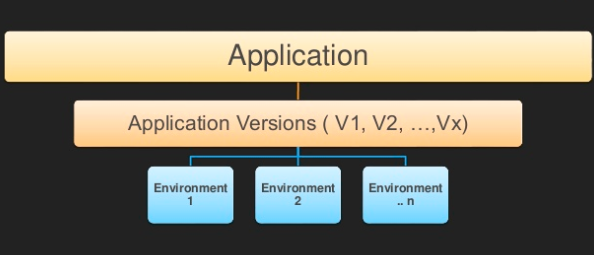 Application
Application Versions ( V1, V2, …,Vx)
Environment
1
Environment
2
Environment
.. n